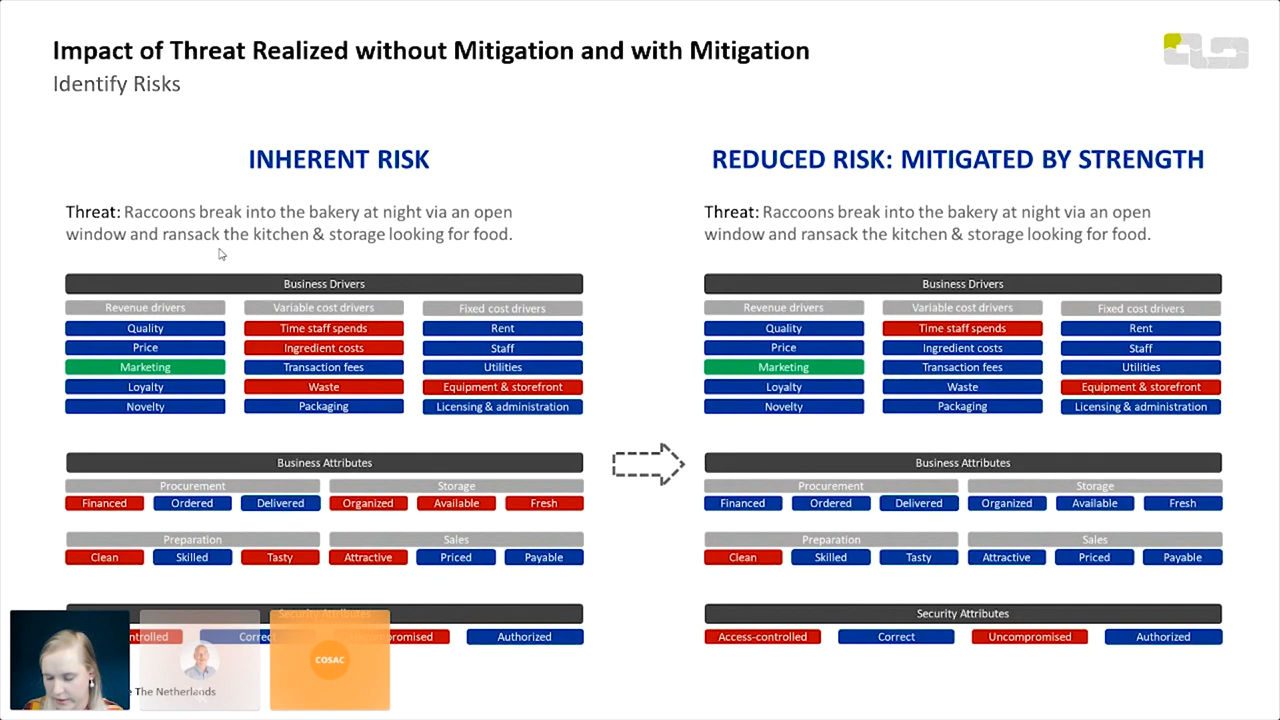 Impact of Threat Realized without Mitigation and with Mitigation
Identify Risks
INHERENT RISK
Threat: Raccoons break into the bakery at night via an open
window and ransack the kitchen & storage looking for food.
Business Drivers
Revenue drivers Variable cost drivers Fixed cost drivers
Quality Time staff spends Rent
Price Ingredient costs Staff
Marketing Transaction fees Utilities
Loyalty Waste Equipment & storefront
Novelty Packaging Licensing & administration
Business Attributes
Procurement Storage
Financed Ordered Delivered Organized Available Fresh
Preparation Sales
Clean Skilled Tasty Attractive Priced Payable
Security Attributes
ntrolled Correct promised Authorized
COSAC
The Netherlands
REDUCED RISK: MITIGATED BY STRENGTH
Threat: Raccoons break into the bakery at night via an open
window and ransack the kitchen & storage looking for food.
Business Drivers
Revenue drivers Variable cost drivers Fixed cost drivers
Quality Time staff spends Rent
Price Ingredient costs Staff
Marketing Transaction fees Utilities
Loyalty Waste Equipment & storefront
Novelty Packaging Licensing & administration
Business Attributes
Procurement Storage
Financed Ordered Delivered Organized Available Fresh
Preparation Sales
Clean Skilled Tasty Attractive Priced Payable
Security Attributes
Access-controlled Correct Uncompromised Authorized